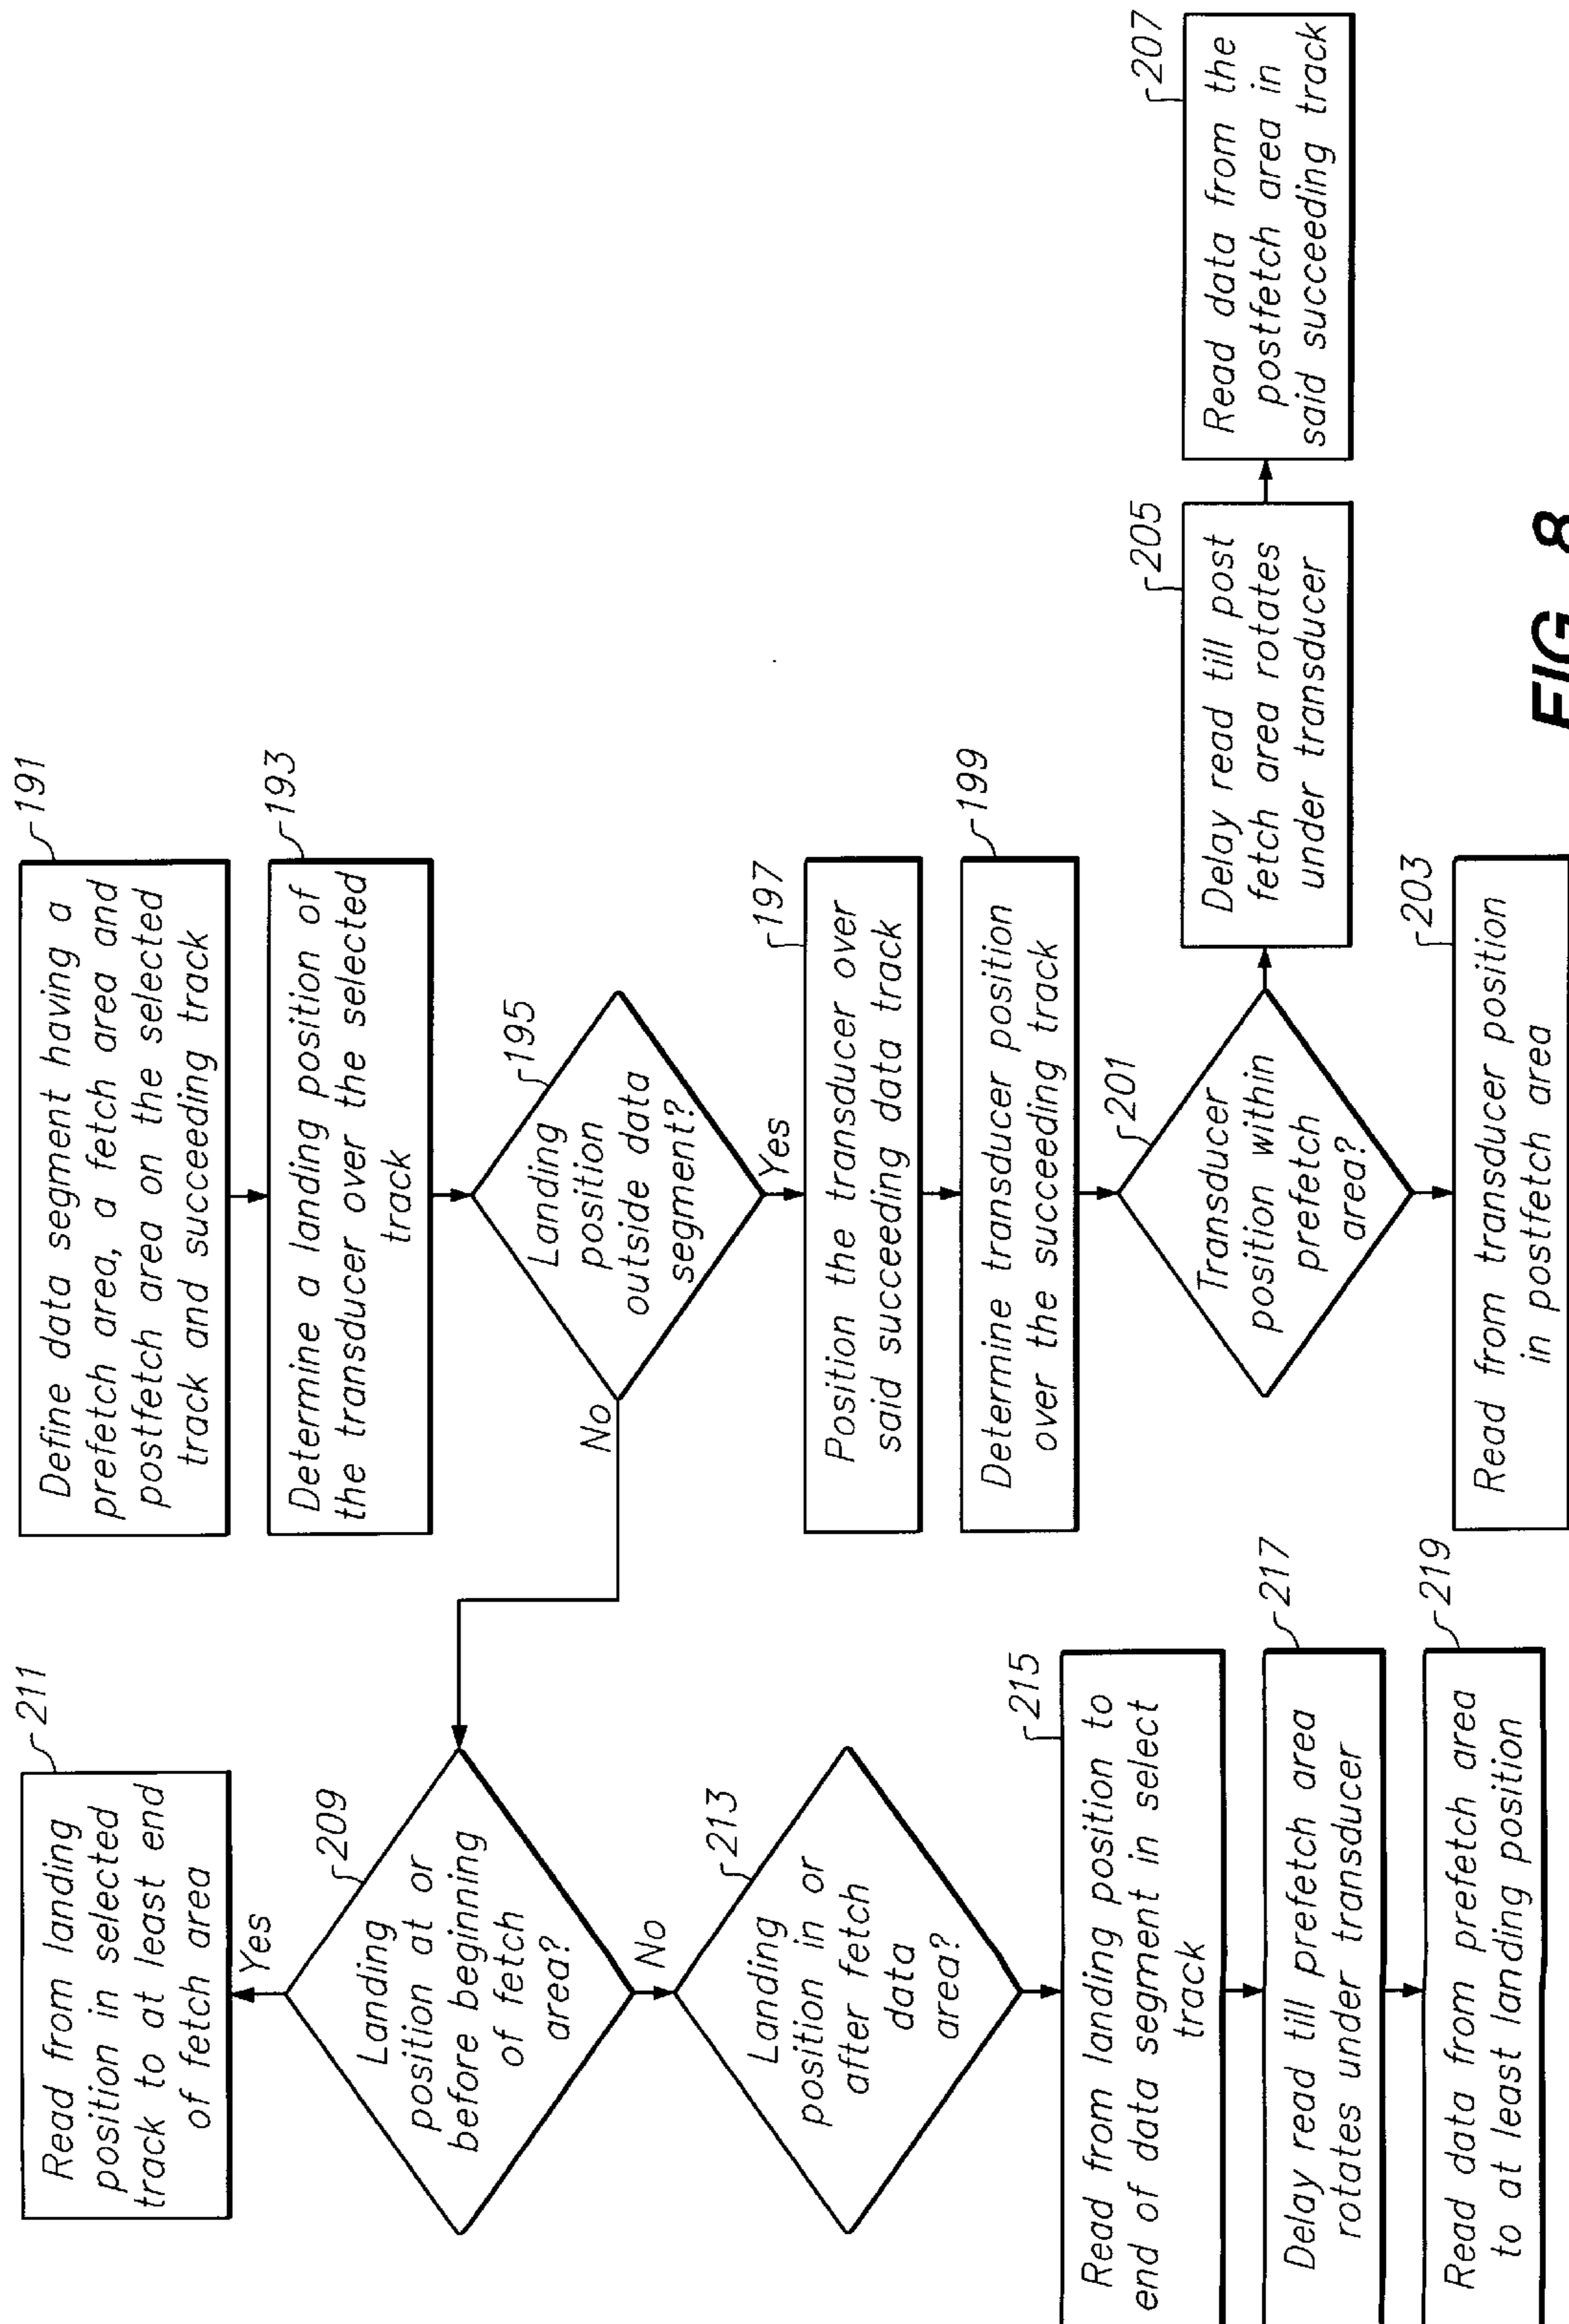 191
Define data segment having a
prefetch area, a fetch area and
postfetch area on the selected
track and succeeding track
193
Determine a landing position of
the transducer over the selected
track
195
Landing
position
outside data
segment?
No
Yes
197
Position the transducer over
said succeeding data track
199
Determine transducer position
over the succeeding track
201
Transducer
position within
prefetch
area?
203
Read from transducer position
in postfetch area
205
Delay read till post
fetch area rotates
under transducer
207
Read data from the
postfetch area in
said succeeding track
211
Read from landing
position in selected
track to at least end
of fetch area
Yes
209
Landing
position at or
before beginning
of fetch
area?
No
213
Landing
position in or
after fetch
data
area?
215
Read from landing position to
end of data segment in select
track
217
Delay read till prefetch area
rotates under transducer
219
Read data from prefetch area
to at least landing position
FIG. 8